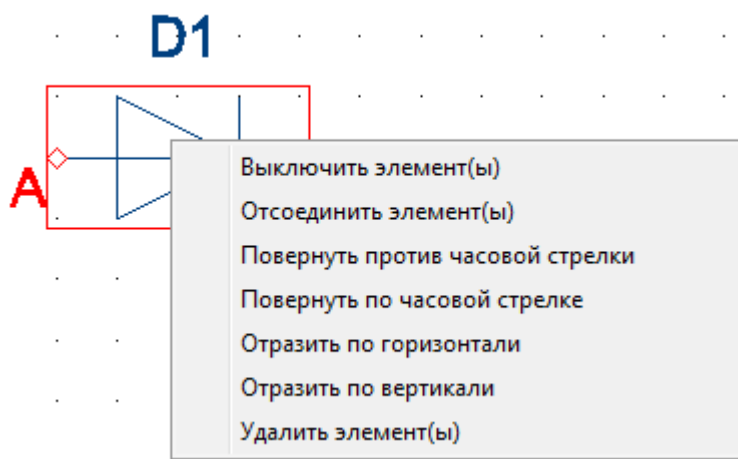 D1
A
Выключить элемент(ы)
Отсоединить элемент(ы)
Повернуть против часовой стрелки
Повернуть по часовой стрелке
Отразить по горизонтали
Отразить по вертикали
Удалить элемент(ы)